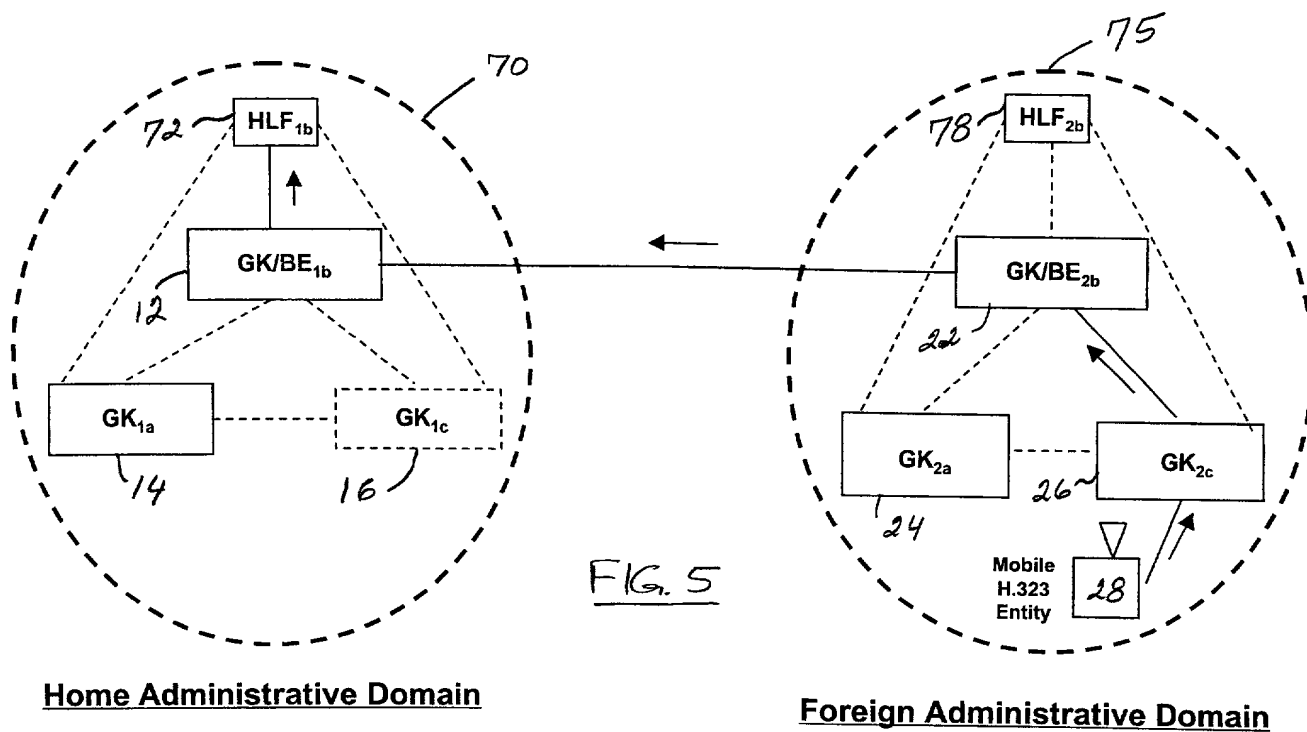 75
70
72
HLF1b
78
HLF2b
GK/BE1b
GK/BE2b
12
22
GK1a
GK1c
GK2a
GK2c
14
16
24
26
FIG. 5
Mobile
H.323
Entity
28
Home Administrative Domain
Foreign Administrative Domain